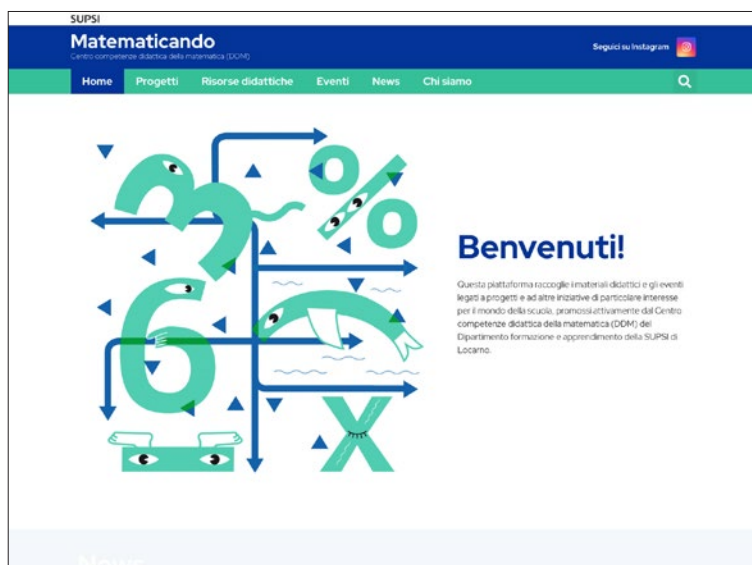 SUPSI
Matematicando
Centro competenze didattica della matematica (DDM)
Seguici su Instagram
Home Progetti Risorse didattiche Eventi News Chi siamo
3 %
6
X
Benvenuti!
Questa piattaforma raccoglie i materiali didattici e gli eventi
legati a progetti e ad altre iniziative di particolare interesse
per il mondo della scuola, promossi attivamente dal Centro
competenze didattica della matematica (DDM) del
Dipartimento formazione e apprendimento della SUPSI di
Locarno.
News